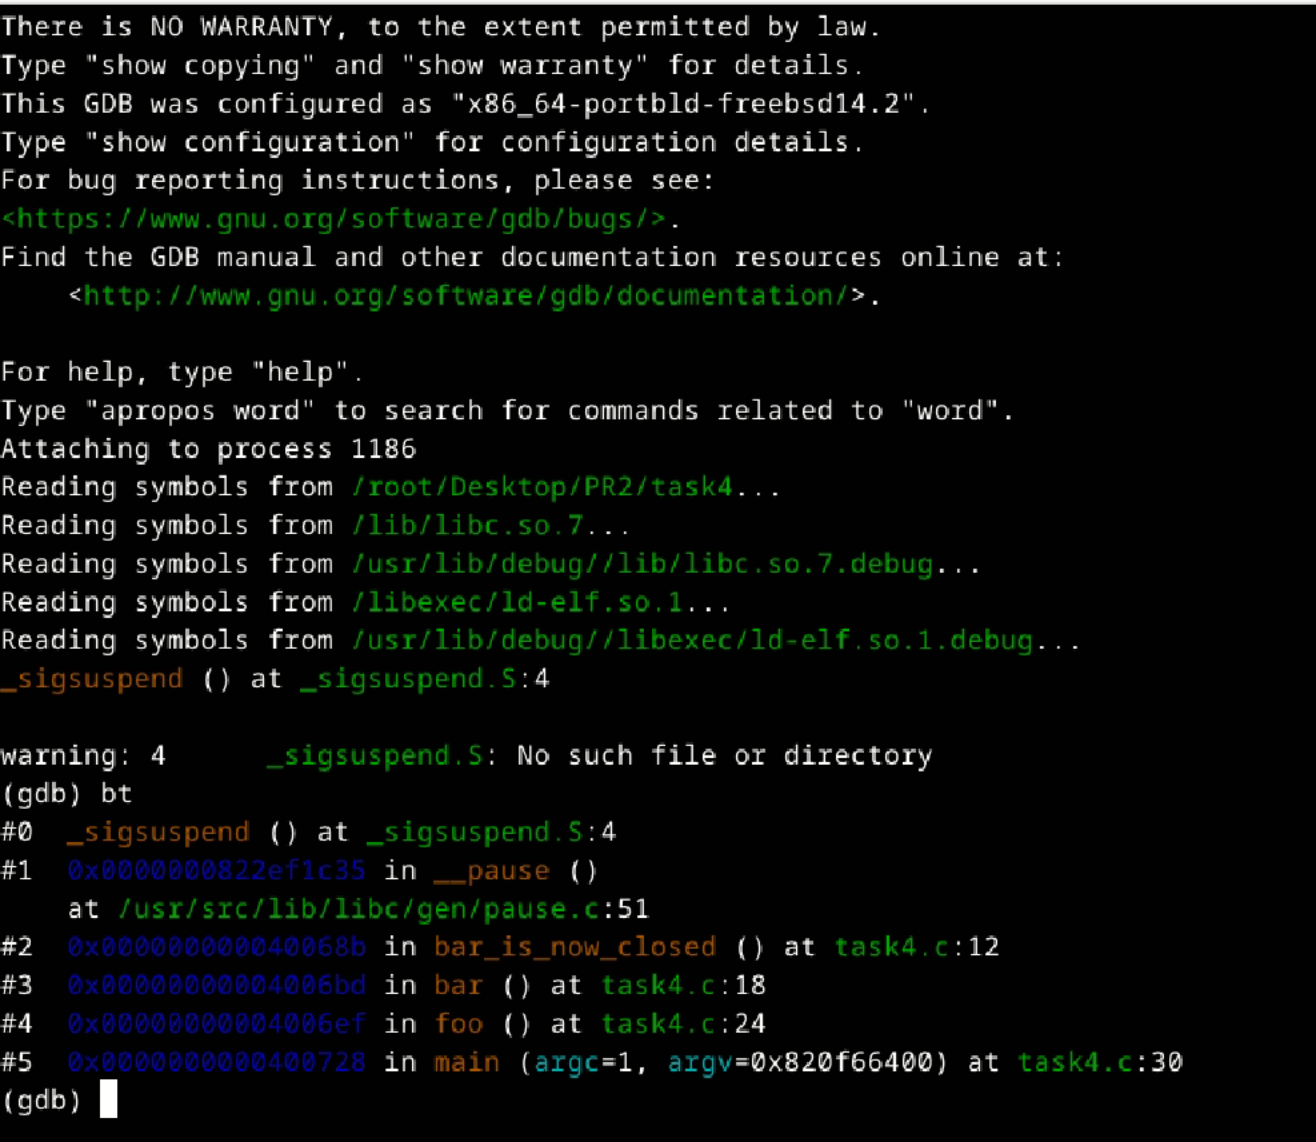 There is NO WARRANTY, to the extent permitted by law.
Type "show copying" and "show warranty" for details.
This GDB was configured as "x86_64-portbld-freebsd14.2".
Type "show configuration" for configuration details.
For bug reporting instructions, please see:
<https://www.gnu.org/software/gdb/bugs/>.
Find the GDB manual and other documentation resources online at:
    <http://www.gnu.org/software/gdb/documentation/>.

For help, type "help".
Type "apropos word" to search for commands related to "word".
Attaching to process 1186
Reading symbols from /root/Desktop/PR2/task4...
Reading symbols from /lib/libc.so.7...
Reading symbols from /usr/lib/debug//lib/libc.so.7.debug...
Reading symbols from /libexec/ld-elf.so.1...
Reading symbols from /usr/lib/debug//libexec/ld-elf.so.1.debug...
_sigsuspend () at _sigsuspend.S:4

warning: 4      _sigsuspend.S: No such file or directory
(gdb) bt
#0  _sigsuspend () at _sigsuspend.S:4
#1  0x0000000822ef1c35 in __pause ()
    at /usr/src/lib/libc/gen/pause.c:51
#2  0x000000000040068b in bar_is_now_closed () at task4.c:12
#3  0x00000000004006bd in bar () at task4.c:18
#4  0x00000000004006ef in foo () at task4.c:24
#5  0x0000000000400728 in main (argc=1, argv=0x820f66400) at task4.c:30
(gdb)